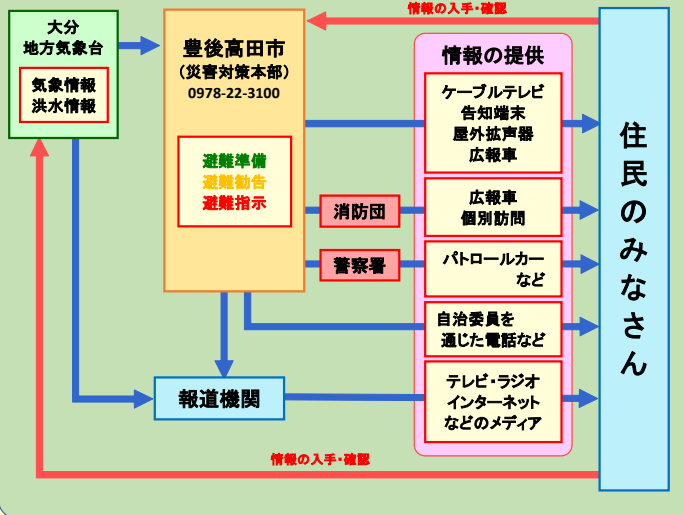 情報の入手・確認
大分
地方気象台
気象情報
洪水情報
豊後高田市
（災害対策本部）
0978-22-3100
避難準備
避難勧告
避難指示
情報の提供
ケーブルテレビ
告知端末
屋外拡声器
広報車
消防団
広報車
個別訪問
警察署
パトロールカー
など
自治委員を
通じた電話など
報道機関
テレビ・ラジオ
インターネット
などのメディア
住民のみなさん
情報の入手・確認